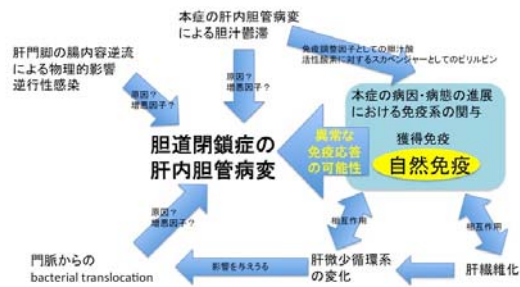 本症の肝内胆管病変
による胆汁鬱滞
肝門脚の腸内容逆流
による物理的影響
逆行性感染
原因?
増悪因子?
原因?
増悪因子?
免疫調整因子としての胆汁酸
活性酸素に対するスカベンジャーとしてのビリルビン
本症の病因・病態の進展
における免疫系の関与
獲得免疫
自然免疫
異常な
免疫応答
の可能性
胆道閉鎖症の
肝内胆管病変
原因?
増悪因子?
相互作用
相互作用
門脈からの
bacterial translocation
影響を与えうる
肝微少循環系
の変化
肝繊維化